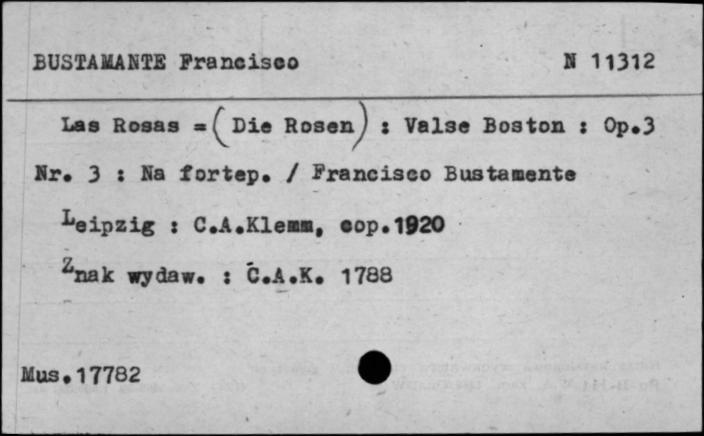 BUSTAMANTE Francisco N 11312
Las Rosas = (Die Rosen) : Valse Boston : Op.3
Nr. 3 : Na fortep. / Francisco Bustamente
Leipzig : C.A.Klemm, cop.1920
Znak wydaw. : C.A.K. 1788
Mus.17782